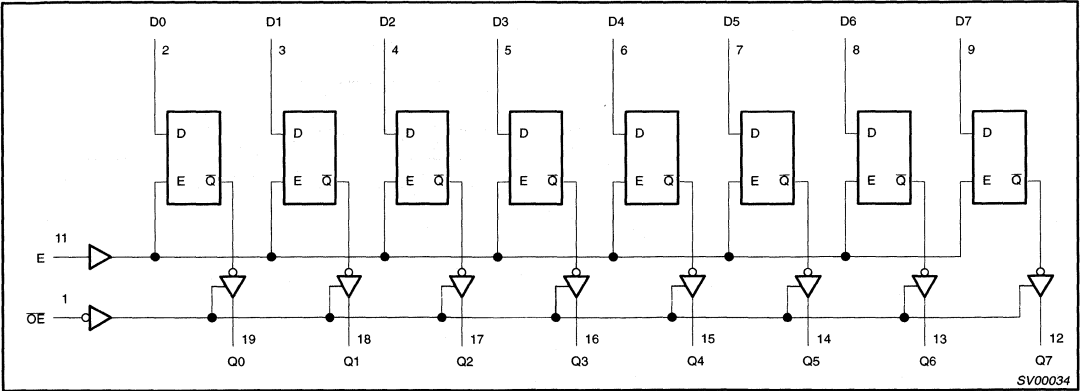 D0 D1 D2 D3 D4 D5 D6 D7
2 3 4 5 6 7 8 9
D D D D D D D D
E Q̅ E Q̅ E Q̅ E Q̅ E Q̅ E Q̅ E Q̅ E Q̅
11
E
1
O̅E̅
19 18 17 16 15 14 13 12
Q0 Q1 Q2 Q3 Q4 Q5 Q6 Q7
SV00034